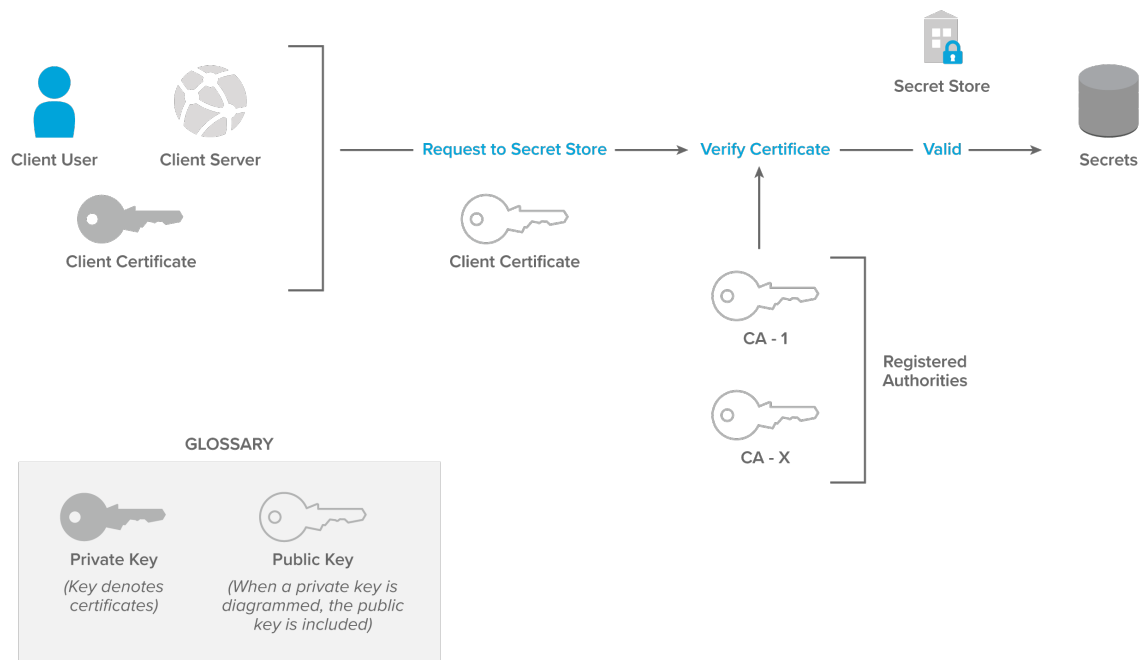 Secret Store
Client User
Client Server
Request to Secret Store
Verify Certificate
Valid
Secrets
Client Certificate
Client Certificate
CA - 1
Registered
Authorities
CA - X
GLOSSARY
Private Key
(Key denotes
certificates)
Public Key
(When a private key is
diagrammed, the public
key is included)